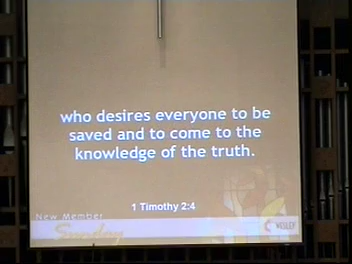 who desires everyone to be
saved and to come to the
knowledge of the truth.
1 Timothy 2:4
New Member
Sunday
WESLEY